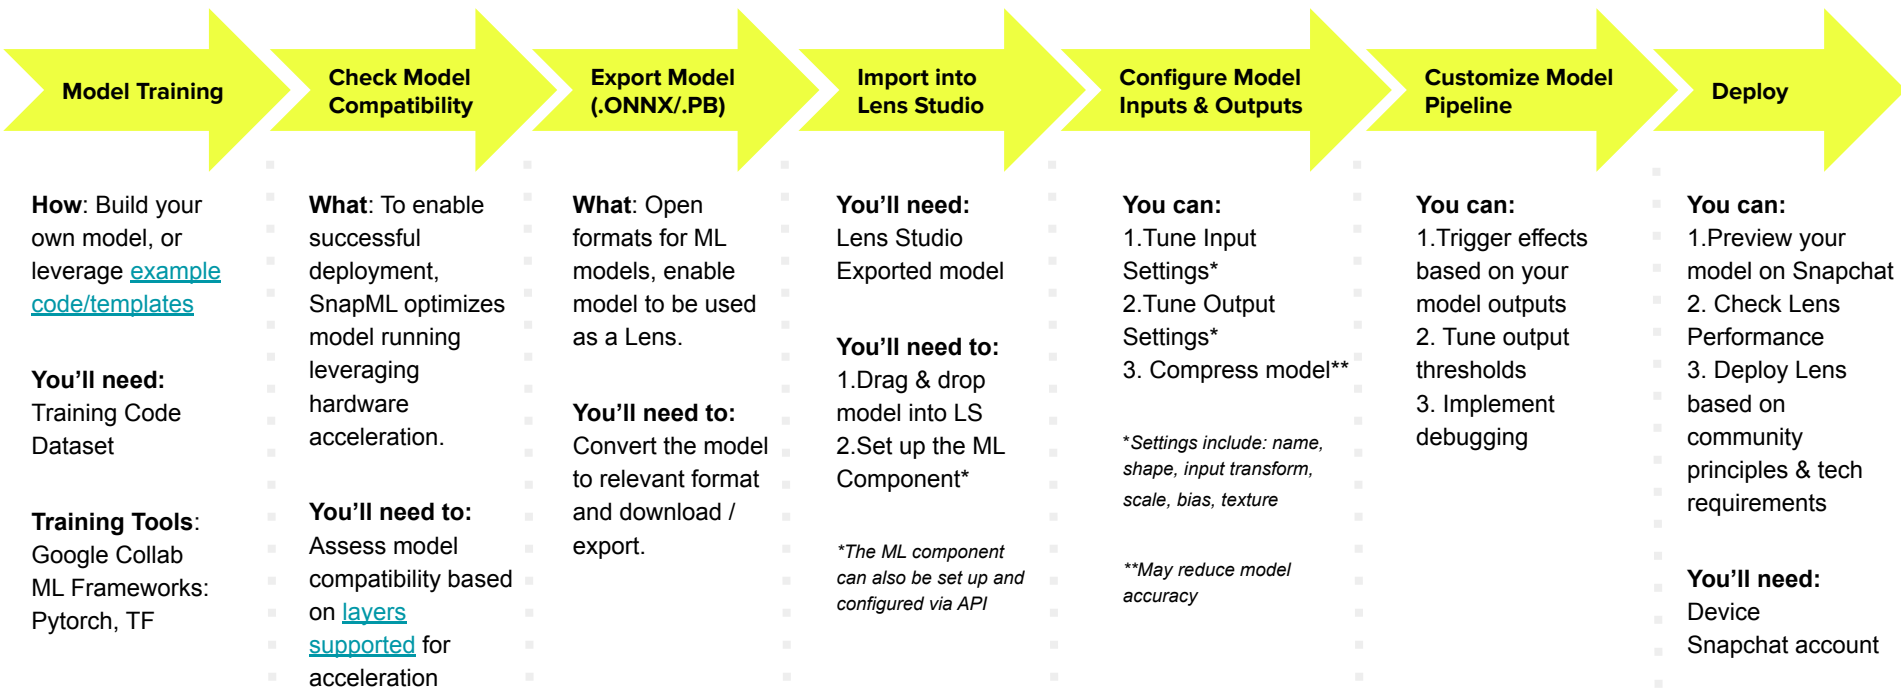 Model Training
How: Build your
own model, or
leverage example
code/templates
You'll need:
Training Code
Dataset
Training Tools:
Google Collab
ML Frameworks:
Pytorch, TF
Check Model
Compatibility
What: To enable
successful
deployment,
SnapML optimizes
model running
leveraging
hardware
acceleration.
You'll need to:
Assess model
compatibility based
on layers
supported for
acceleration
Export Model
(.ONNX/.PB)
What: Open
formats for ML
models, enable
model to be used
as a Lens.
You'll need to:
Convert the model
to relevant format
and download /
export.
Import into
Lens Studio
You'll need:
Lens Studio
Exported model
You'll need to:
1.Drag & drop
model into LS
2.Set up the ML
Component*
*The ML component
can also be set up and
configured via API
Configure Model
Inputs & Outputs
You can:
1.Tune Input
Settings*
2.Tune Output
Settings*
3. Compress model**
*Settings include: name,
shape, input transform,
scale, bias, texture
**May reduce model
accuracy
Customize Model
Pipeline
You can:
1.Trigger effects
based on your
model outputs
2. Tune output
thresholds
3. Implement
debugging
Deploy
You can:
1.Preview your
model on Snapchat
2. Check Lens
Performance
3. Deploy Lens
based on
community
principles & tech
requirements
You'll need:
Device
Snapchat account